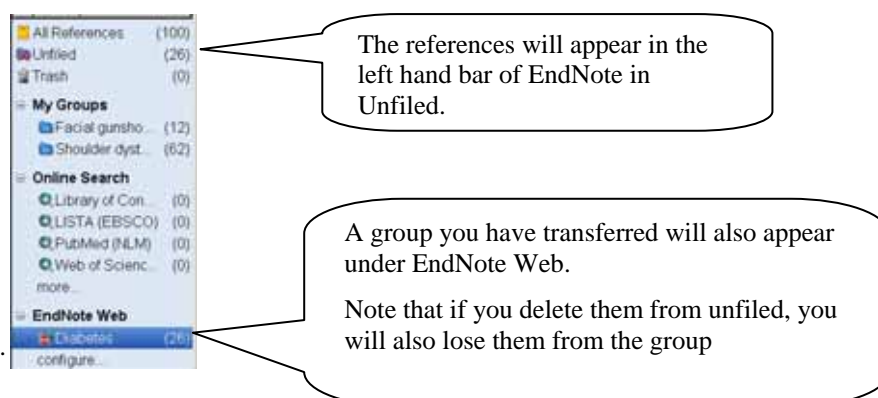 All References (100)
Unfiled (26)
Trash (0)
My Groups
Facial gunsho... (12)
Shoulder dyst... (62)
Online Search
Library of Con... (0)
LISTA (EBSCO) (0)
PubMed (NLM) (0)
Web of Scienc... (0)
more...
EndNote Web
Diabetes (26)
configure...
.
The references will appear in the
left hand bar of EndNote in
Unfiled.
A group you have transferred will also appear
under EndNote Web.
Note that if you delete them from unfiled, you
will also lose them from the group